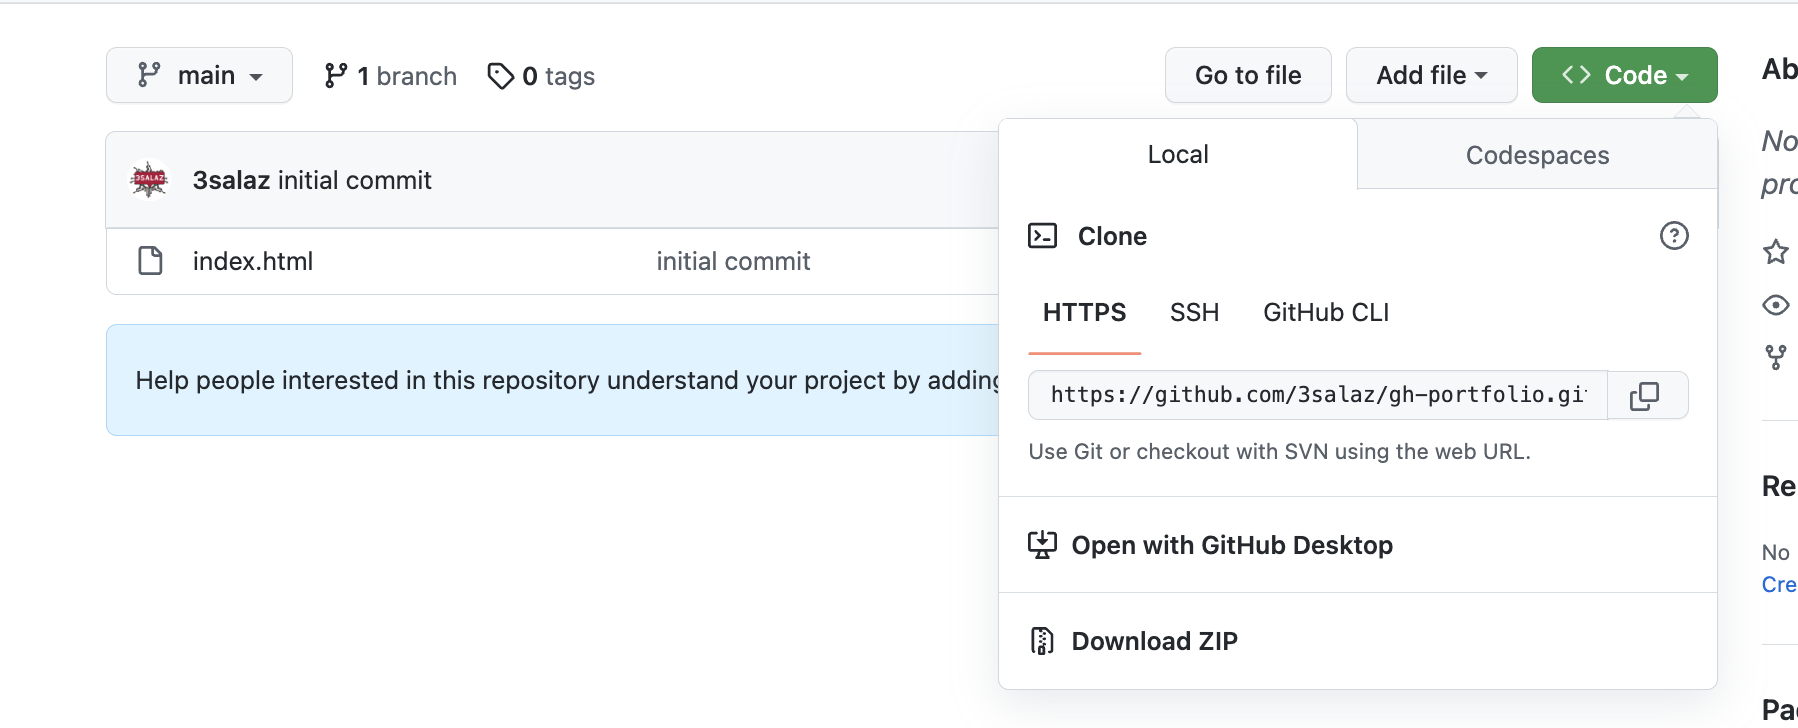 main
1 branch
0 tags
Go to file
Add file
Code
3salaz initial commit
index.html
initial commit
Help people interested in this repository understand your project by adding
Local
Codespaces
Clone
HTTPS
SSH
GitHub CLI
https://github.com/3salaz/gh-portfolio.git
Use Git or checkout with SVN using the web URL.
Open with GitHub Desktop
Download ZIP
Ab
No
pro
Re
No
Cre
Pa